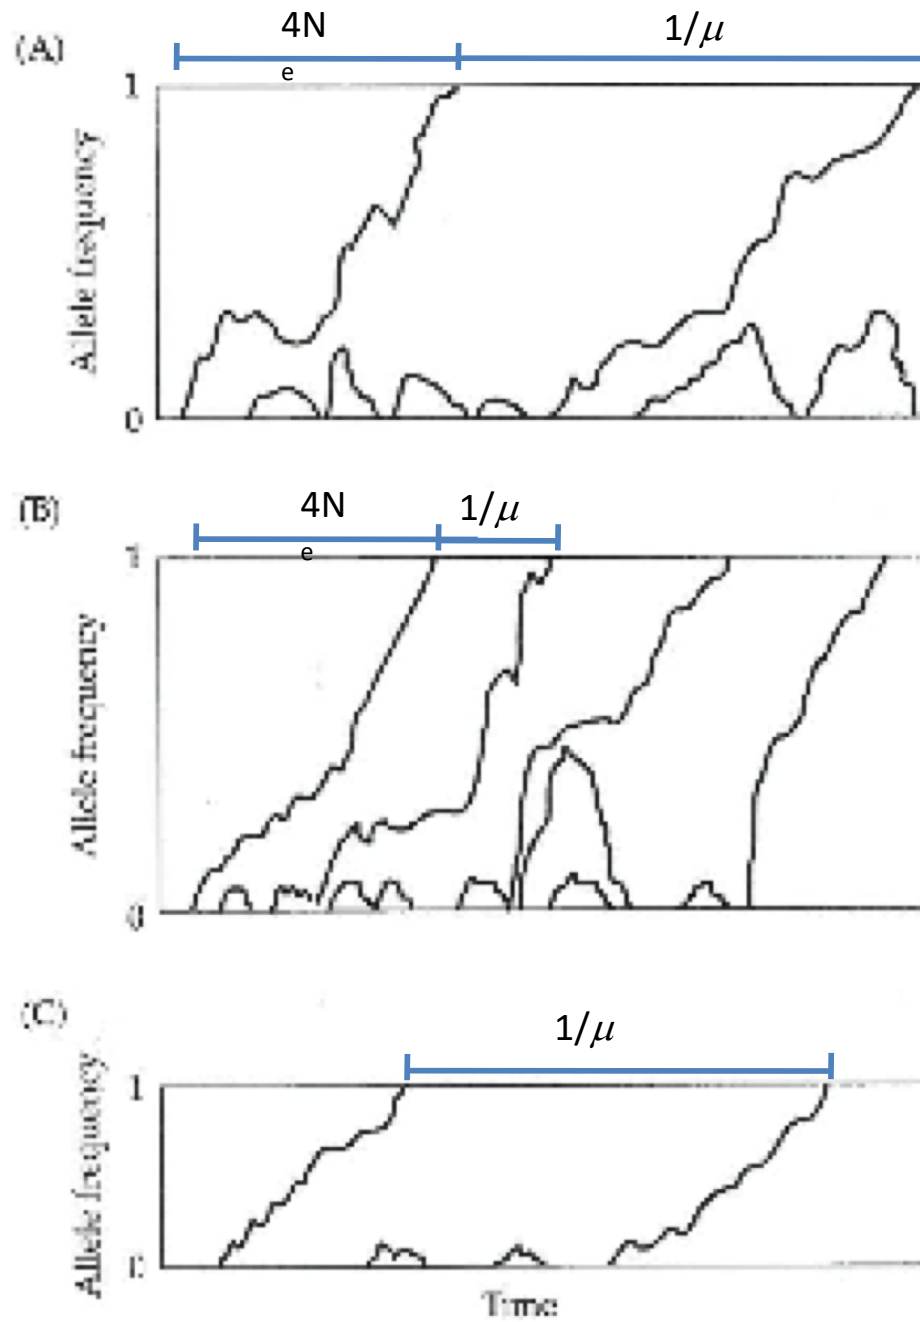 (A)
4N
e
1/μ
1
Allele frequency
0
(B)
4N
e
1/μ
1
Allele frequency
0
(C)
1/μ
1
Allele frequency
0
Time